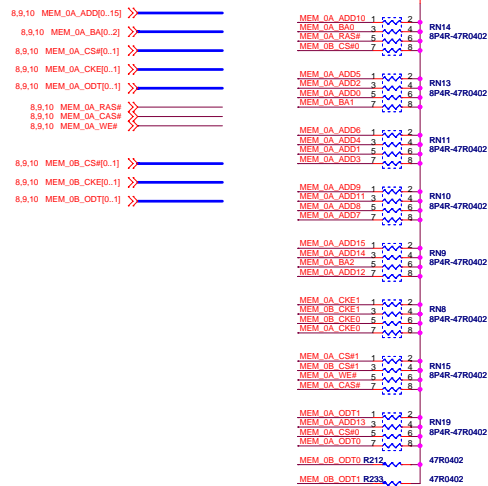 8,9,10 MEM_0A_ADD[0..15]
8,9,10 MEM_0A_BA[0..2]
8,9,10 MEM_0A_CS#[0..1]
8,9,10 MEM_0A_CKE[0..1]
8,9,10 MEM_0A_ODT[0..1]
8,9,10 MEM_0A_RAS#
8,9,10 MEM_0A_CAS#
8,9,10 MEM_0A_WE#
8,9,10 MEM_0B_CS#[0..1]
8,9,10 MEM_0B_CKE[0..1]
8,9,10 MEM_0B_ODT[0..1]
MEM_0A_ADD10 1 2
MEM_0A_BA0 3 4 RN14
MEM_0A_RAS# 5 6 8P4R-47R0402
MEM_0B_CS#0 7 8
MEM_0A_ADD5 1 2
MEM_0A_ADD2 3 4 RN13
MEM_0A_ADD0 5 6 8P4R-47R0402
MEM_0A_BA1 7 8
MEM_0A_ADD6 1 2
MEM_0A_ADD4 3 4 RN11
MEM_0A_ADD1 5 6 8P4R-47R0402
MEM_0A_ADD3 7 8
MEM_0A_ADD9 1 2
MEM_0A_ADD11 3 4 RN10
MEM_0A_ADD8 5 6 8P4R-47R0402
MEM_0A_ADD7 7 8
MEM_0A_ADD15 1 2
MEM_0A_ADD14 3 4 RN9
MEM_0A_BA2 5 6 8P4R-47R0402
MEM_0A_ADD12 7 8
MEM_0A_CKE1 1 2
MEM_0B_CKE1 3 4 RN8
MEM_0B_CKE0 5 6 8P4R-47R0402
MEM_0A_CKE0 7 8
MEM_0A_CS#1 1 2
MEM_0B_CS#1 3 4 RN15
MEM_0A_WE# 5 6 8P4R-47R0402
MEM_0A_CAS# 7 8
MEM_0A_ODT1 1 2
MEM_0A_ADD13 3 4 RN19
MEM_0A_CS#0 5 6 8P4R-47R0402
MEM_0A_ODT0 7 8
MEM_0B_ODT0 R212 47R0402
MEM_0B_ODT1 R233 47R0402